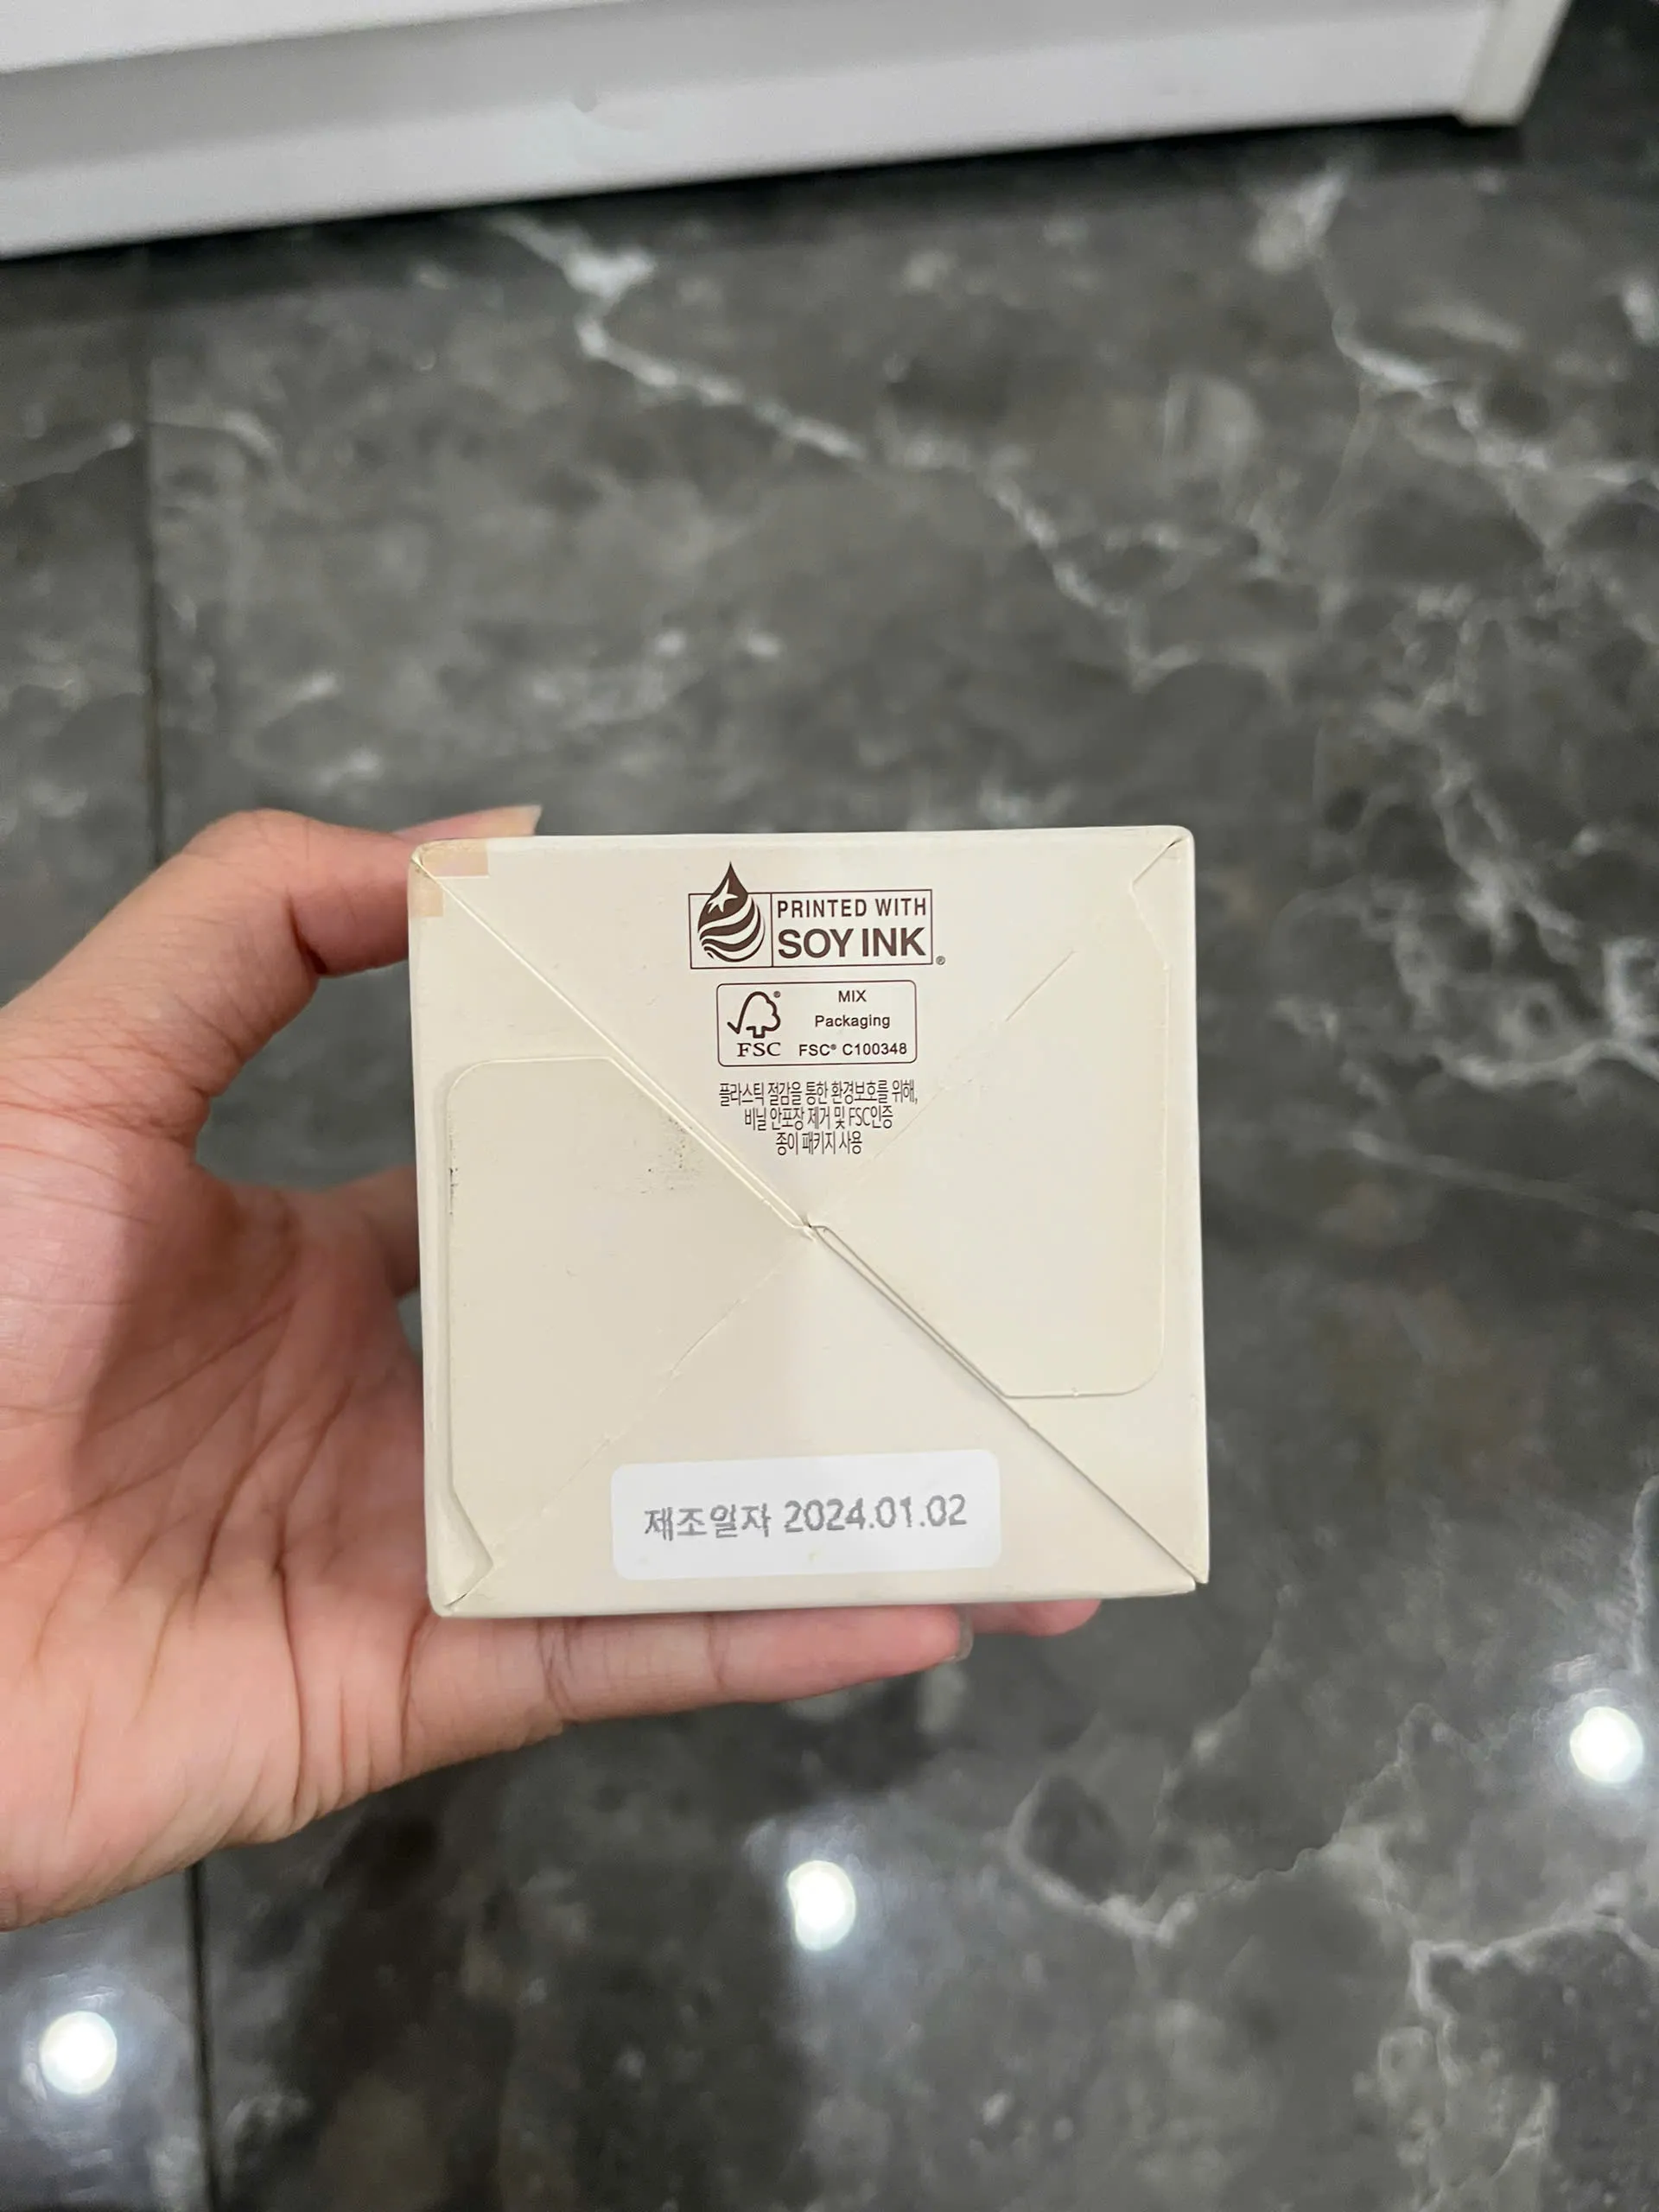 PRINTED WITH
SOY INK®
MIX
Packaging
FSC® C100348
FSC
플라스틱 절감을 통한 환경보호를 위해,
비닐 안포장 제거 및 FSC인증
종이 패키지 사용
제조일자 2024.01.02